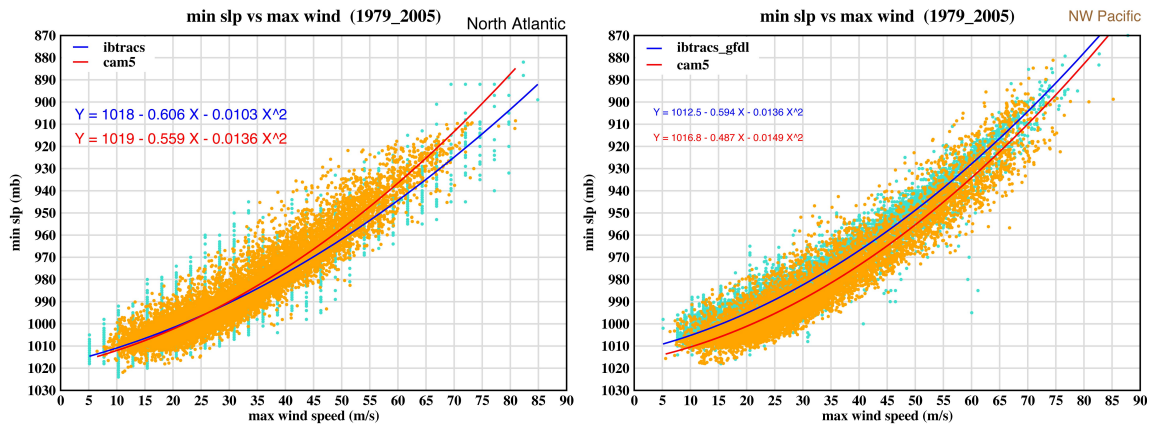 min slp vs max wind (1979_2005)
North Atlantic
ibtracs
cam5
Y = 1018 - 0.606 X - 0.0103 X^2
Y = 1019 - 0.559 X - 0.0136 X^2
870
880
890
900
910
920
930
940
950
960
970
980
990
1000
1010
1020
1030
min slp (mb)
0 5 10 15 20 25 30 35 40 45 50 55 60 65 70 75 80 85 90
max wind speed (m/s)
min slp vs max wind (1979_2005)
NW Pacific
ibtracs_gfdl
cam5
Y = 1012.5 - 0.594 X - 0.0136 X^2
Y = 1016.8 - 0.487 X - 0.0149 X^2
870
880
890
900
910
920
930
940
950
960
970
980
990
1000
1010
1020
1030
min slp (mb)
0 5 10 15 20 25 30 35 40 45 50 55 60 65 70 75 80 85 90
max wind speed (m/s)